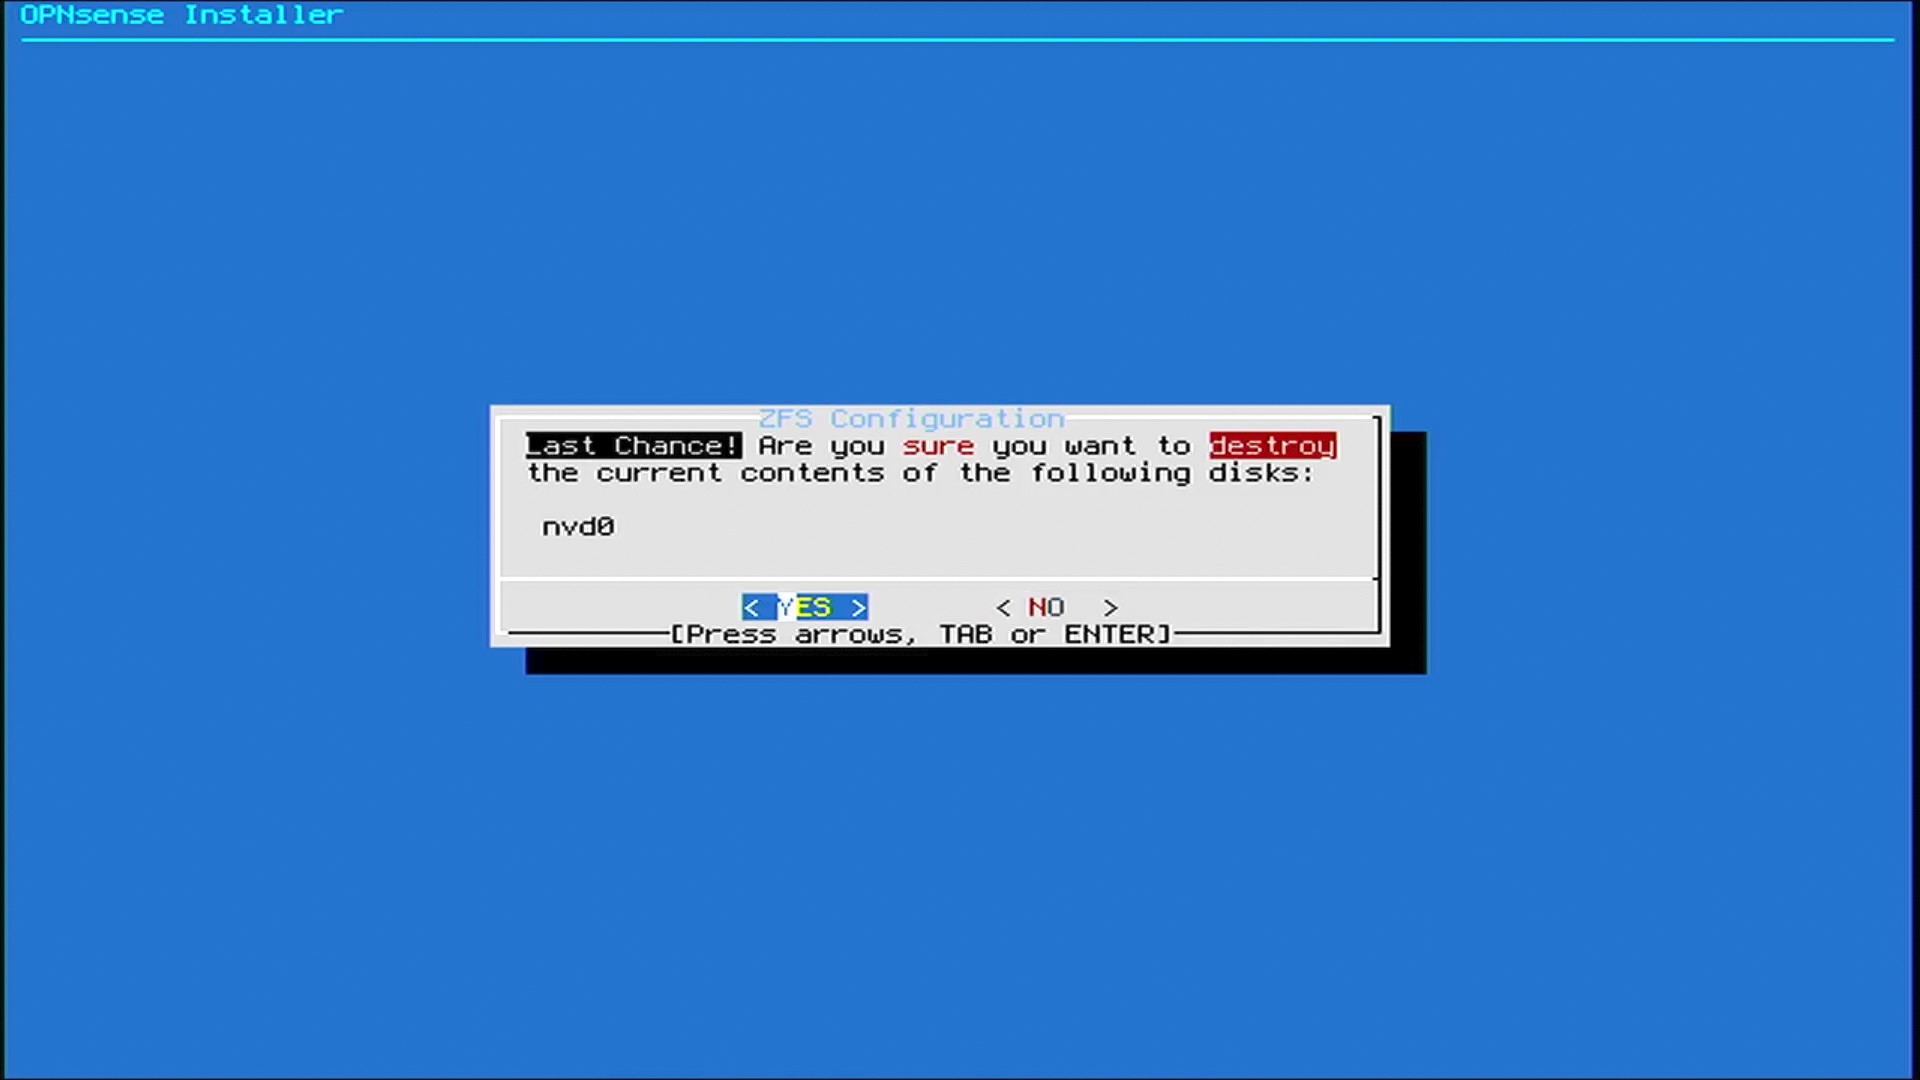 OPNsense Installer
ZFS Configuration
Last Chance! Are you sure you want to destroy
the current contents of the following disks:
nvd0
< YES > < NO >
[Press arrows, TAB or ENTER]